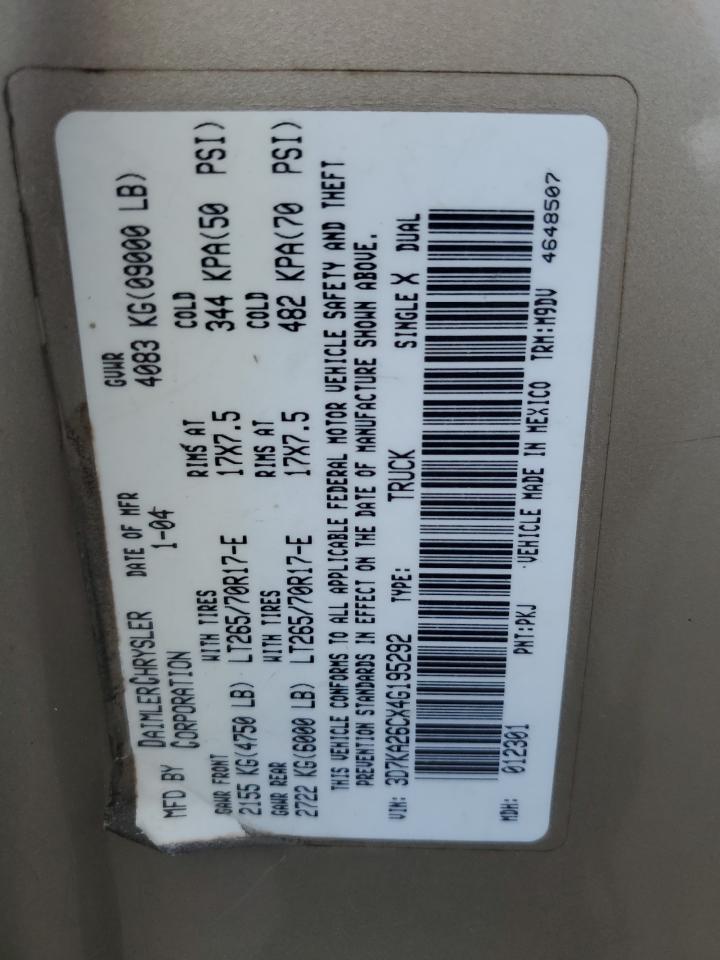 MFD BY DAIMLERCHRYSLER CORPORATION DATE OF MFR 1-04 GVWR 4083 KG(09000 LB)
GAWR FRONT WITH TIRES RIMS AT COLD
2155 KG(4750 LB) LT265/70R17-E 17X7.5 344 KPA(50 PSI)
GAWR REAR WITH TIRES RIMS AT COLD
2722 KG(6000 LB) LT265/70R17-E 17X7.5 482 KPA(70 PSI)
THIS VEHICLE CONFORMS TO ALL APPLICABLE FEDERAL MOTOR VEHICLE SAFETY AND THEFT
PREVENTION STANDARDS IN EFFECT ON THE DATE OF MANUFACTURE SHOWN ABOVE.
VIN: 3D7KA26CX4G195292 TYPE: TRUCK SINGLE X DUAL
MDH: 012301 PNT:PKJ VEHICLE MADE IN MEXICO TRM:M9DV
4648507